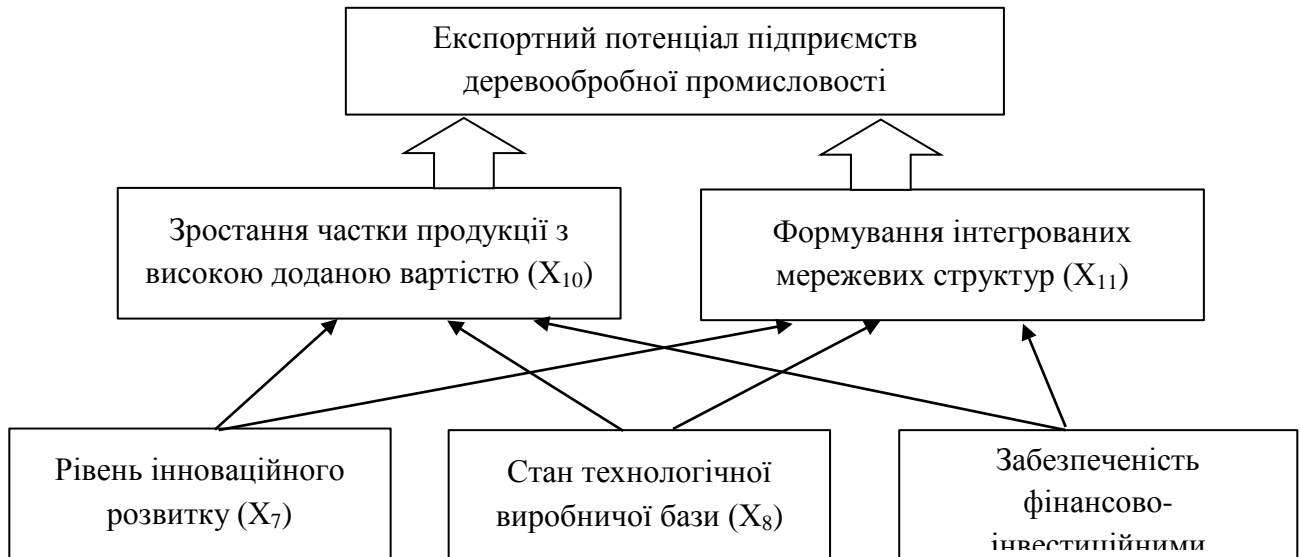 Експортний потенціал підприємств
деревообробної промисловості
Зростання частки продукції з
високою доданою вартістю (X₁₀)
Формування інтегрованих
мережевих структур (X₁₁)
Рівень інноваційного
розвитку (X₇)
Стан технологічної
виробничої бази (X₈)
Забезпеченість
фінансово-
інвестиційними